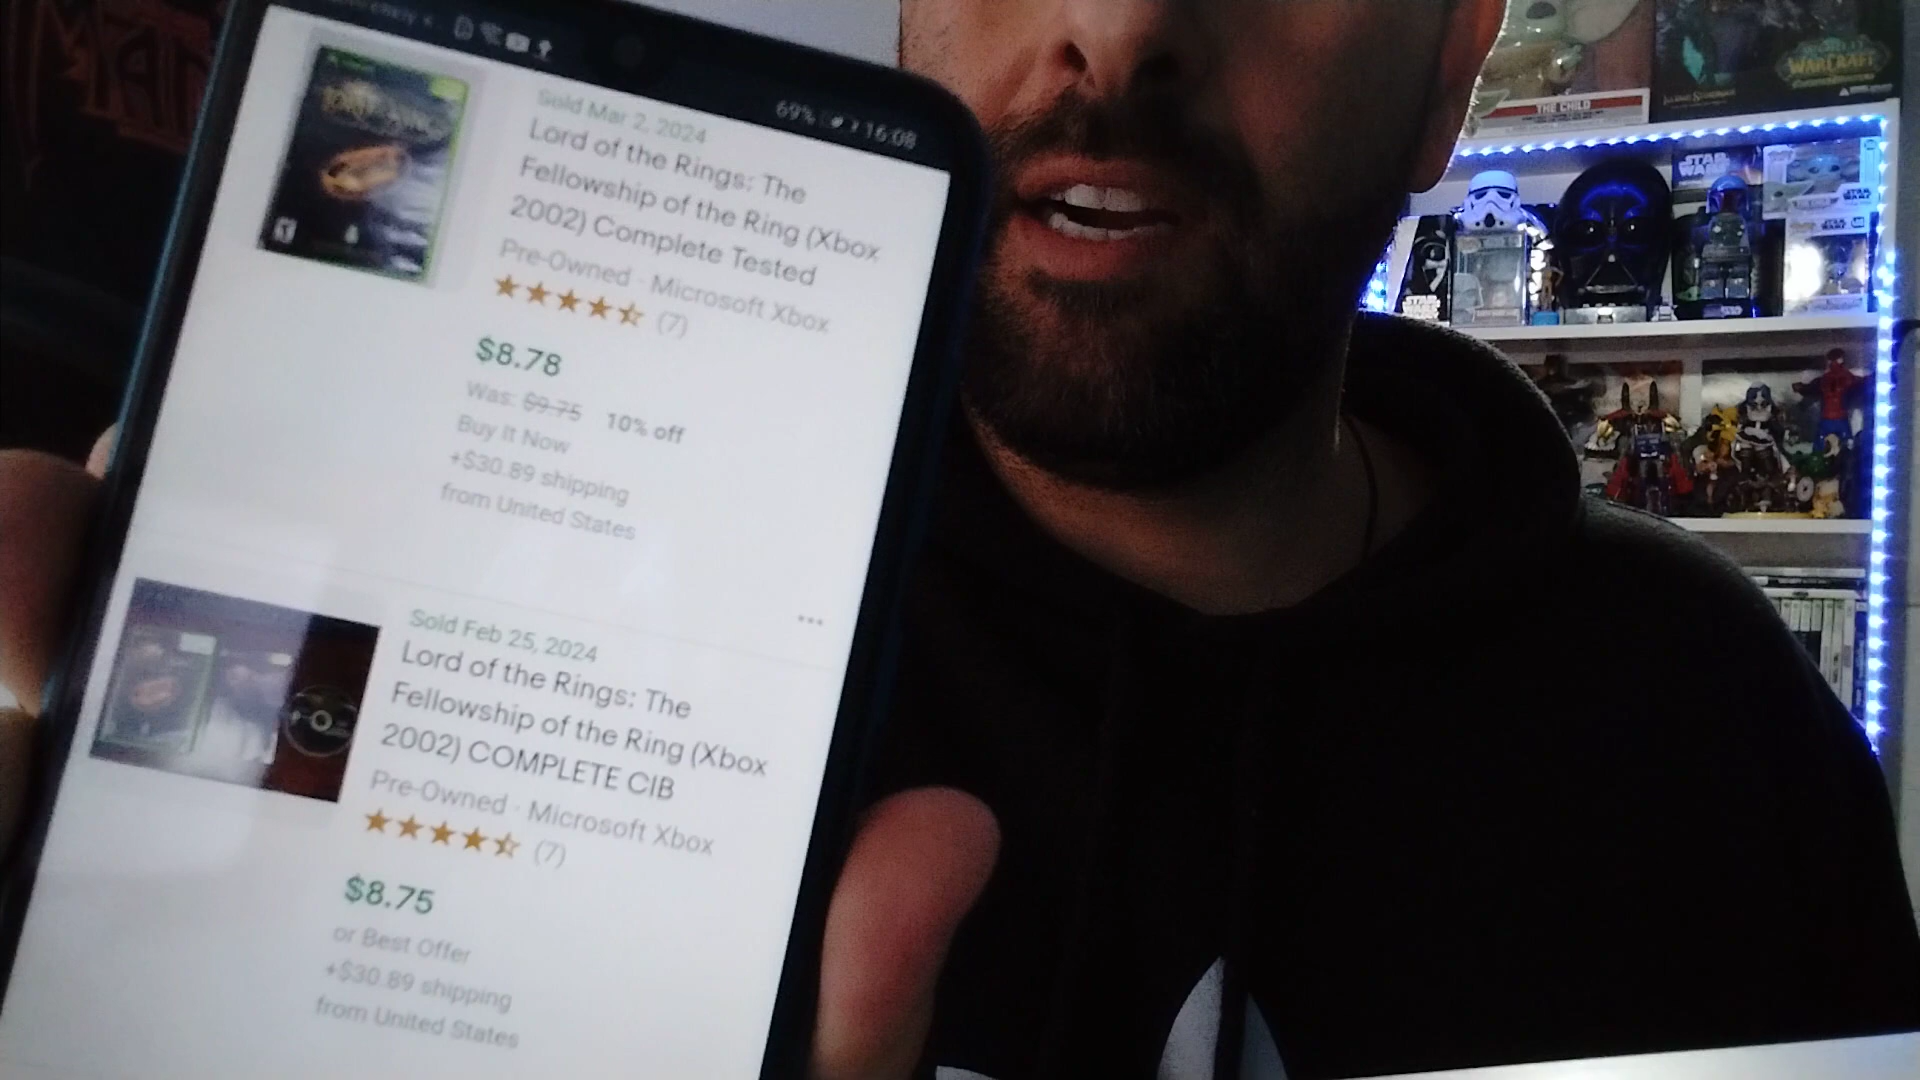 69% 16:08
Sold Mar 2, 2024
Lord of the Rings: The
Fellowship of the Ring (Xbox
2002) Complete Tested
Pre-Owned · Microsoft Xbox
(7)
$8.78
Was: $9.75 10% off
Buy It Now
+$30.89 shipping
from United States
Sold Feb 25, 2024
Lord of the Rings: The
Fellowship of the Ring (Xbox
2002) COMPLETE CIB
Pre-Owned · Microsoft Xbox
(7)
$8.75
or Best Offer
+$30.89 shipping
from United States
THE CHILD
WORLD
WARCRAFT
STAR
WARS
STAR
WARS